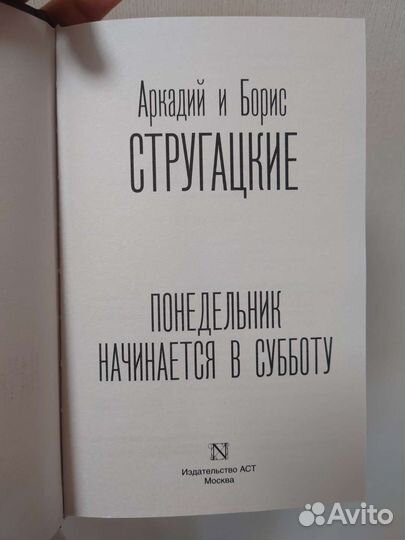 Аркадий и Борис
СТРУГАЦКИЕ
ПОНЕДЕЛЬНИК
НАЧИНАЕТСЯ В СУББОТУ
N
Издательство АСТ
Москва
Avito